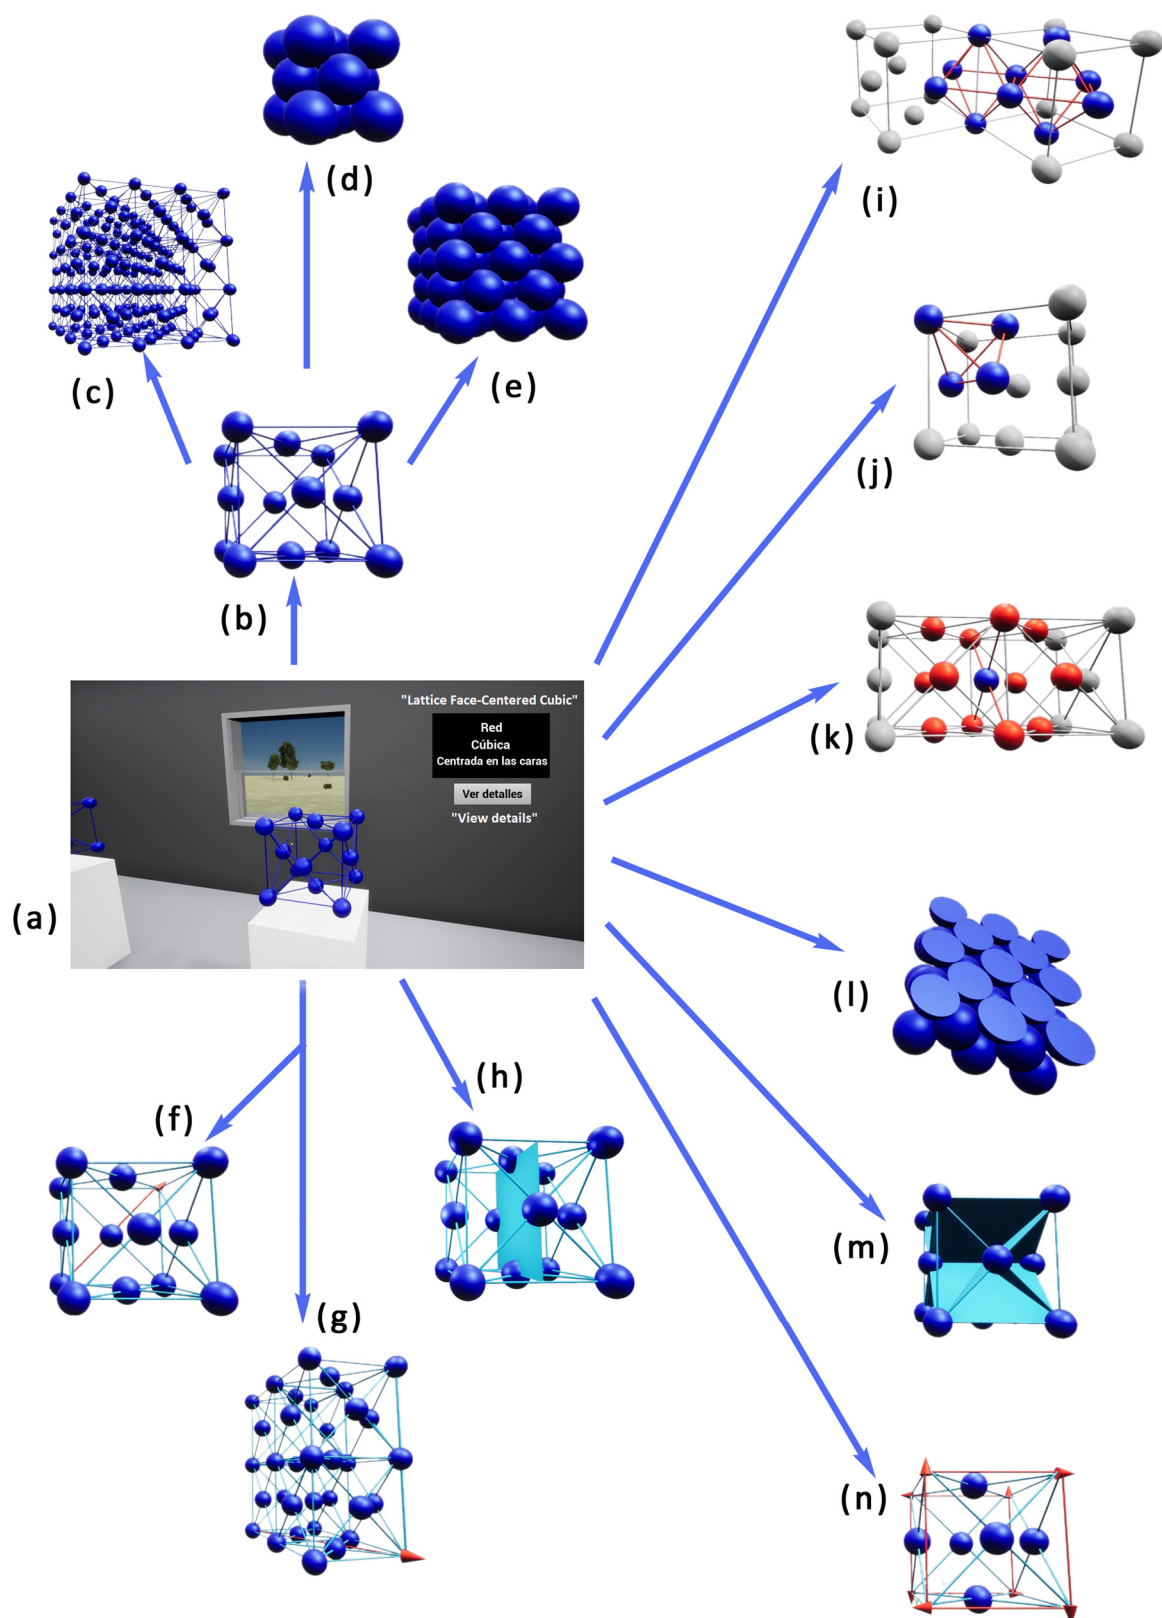 (d)
(i)
(c)
(e)
(j)
(b)
(k)
"Lattice Face-Centered Cubic"
Red
Cúbica
Centrada en las caras
Ver detalles
"View details"
(a)
(l)
(h)
(f)
(m)
(g)
(n)